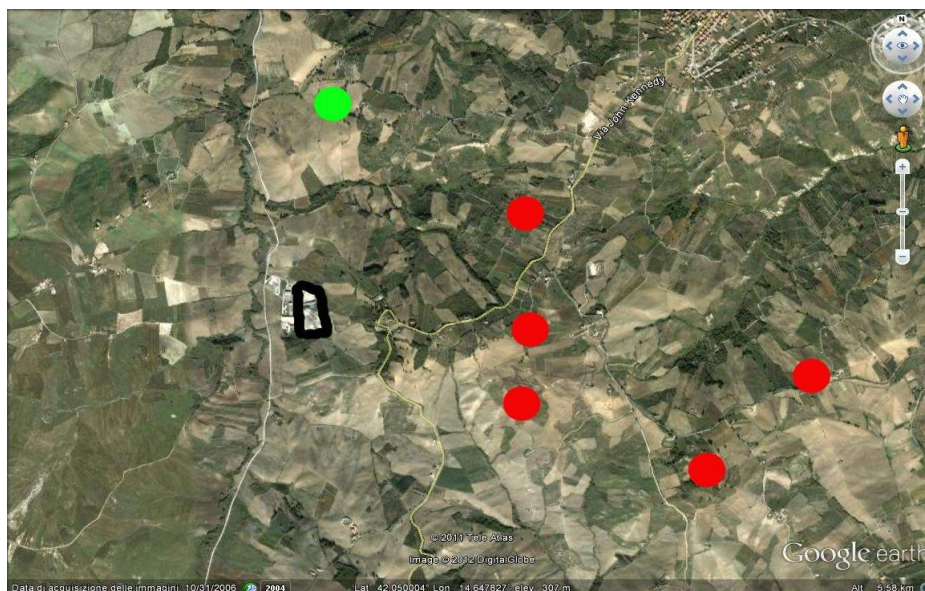 N
Via John Kennedy
© 2011 Tele Atlas
Image © 2012 DigitalGlobe
Google earth
Data di acquisizione delle immagini: 10/31/2006 2004 Lat 42.050004° Lon 14.647827° elev 307 m Alt 5.58 km